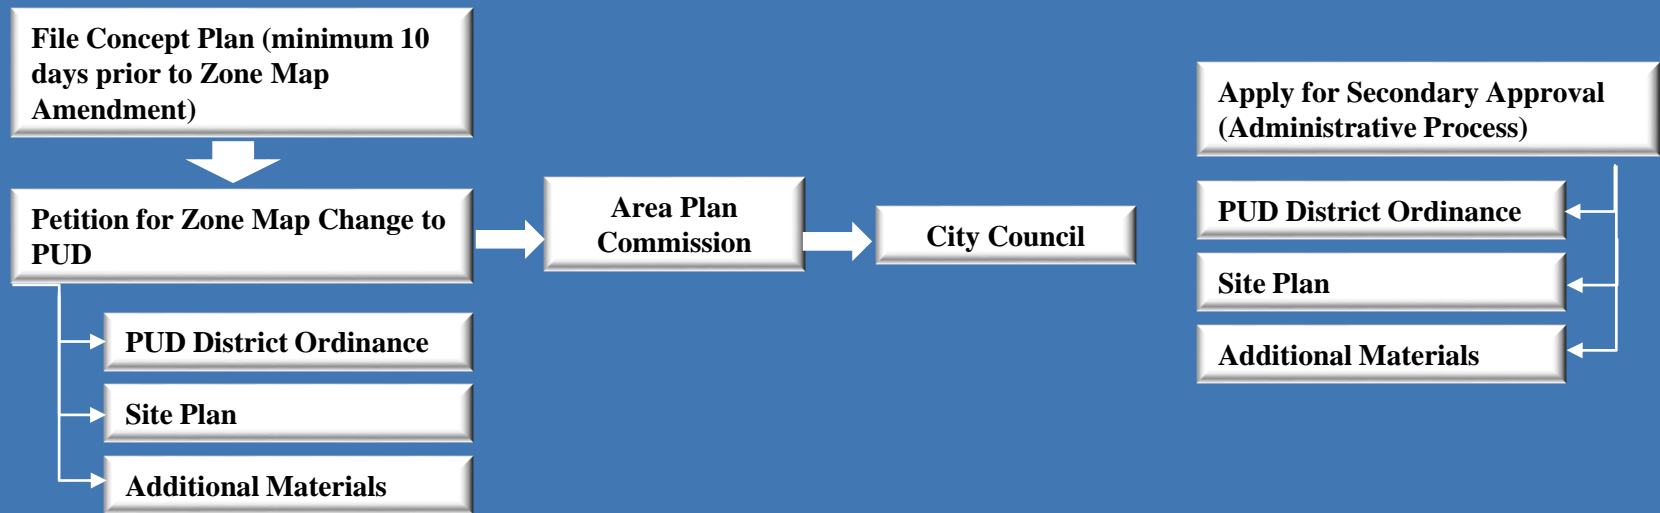 File Concept Plan (minimum 10
days prior to Zone Map
Amendment)
Petition for Zone Map Change to
PUD
PUD District Ordinance
Site Plan
Additional Materials
Area Plan
Commission
City Council
Apply for Secondary Approval
(Administrative Process)
PUD District Ordinance
Site Plan
Additional Materials